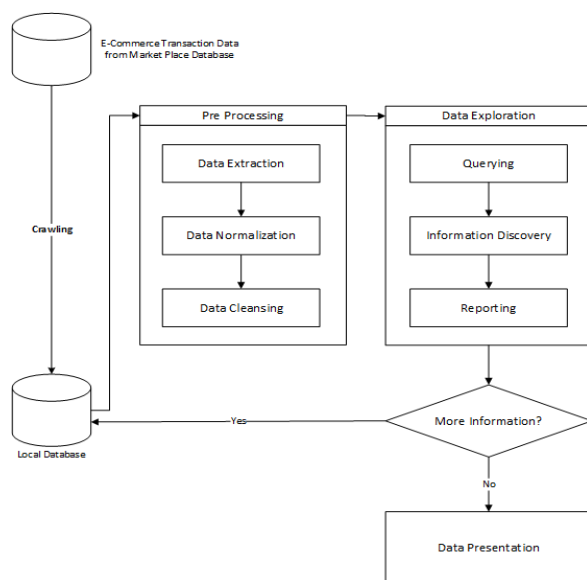 E-Commerce Transaction Data
from Market Place Database
Pre Processing
Data Exploration
Data Extraction
Querying
Crawling
Data Normalization
Information Discovery
Data Cleansing
Reporting
More Information?
Yes
Local Database
No
Data Presentation